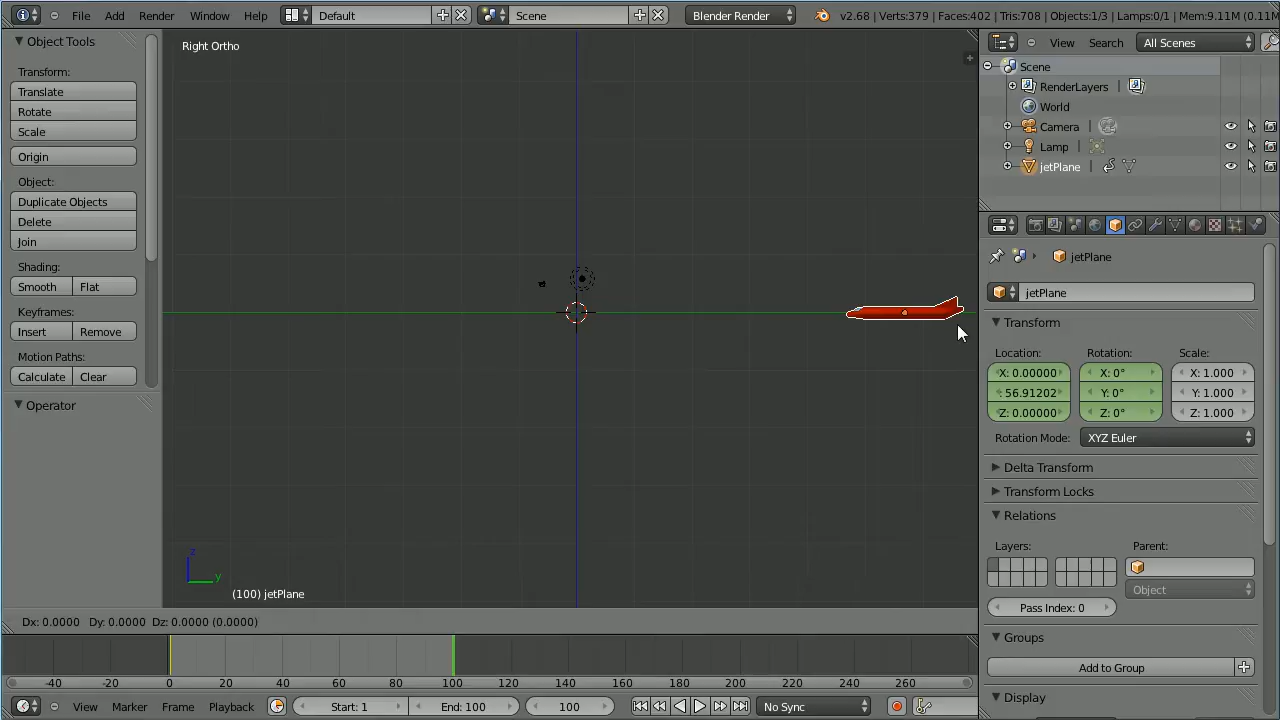 File Add Render Window Help Default Scene Blender Render v2.68 | Verts:379 | Faces:402 | Tris:708 | Objects:1/3 | Lamps:0/1 | Mem:9.11M (0.11M
Object Tools
Transform:
Translate
Rotate
Scale
Origin
Object:
Duplicate Objects
Delete
Join
Shading:
Smooth Flat
Keyframes:
Insert Remove
Motion Paths:
Calculate Clear
Operator
Right Ortho
z
y
(100) jetPlane
Dx: 0.0000 Dy: 0.0000 Dz: 0.0000 (0.0000)
-40 -20 0 20 40 60 80 100 120 140 160 180 200 220 240 260
View Marker Frame Playback Start: 1 End: 100 100 No Sync
View Search All Scenes
Scene
RenderLayers |
World
Camera |
Lamp |
jetPlane |
jetPlane
jetPlane
Transform
Location: Rotation: Scale:
X: 0.00000 X: 0° X: 1.000
: 56.91202 Y: 0° Y: 1.000
Z: 0.00000 Z: 0° Z: 1.000
Rotation Mode: XYZ Euler
Delta Transform
Transform Locks
Relations
Layers: Parent:
Object
Pass Index: 0
Groups
Add to Group
Display